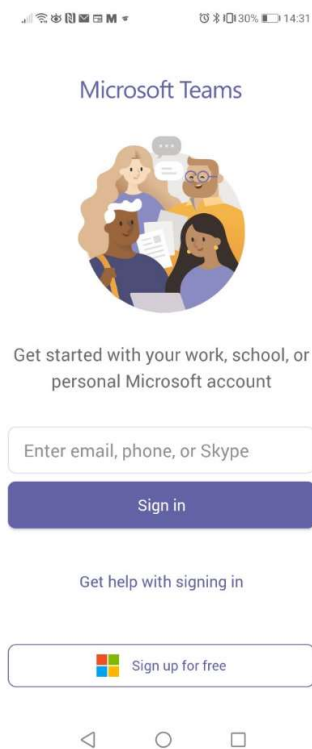 30% 14:31
Microsoft Teams
Get started with your work, school, or
personal Microsoft account
Enter email, phone, or Skype
Sign in
Get help with signing in
Sign up for free